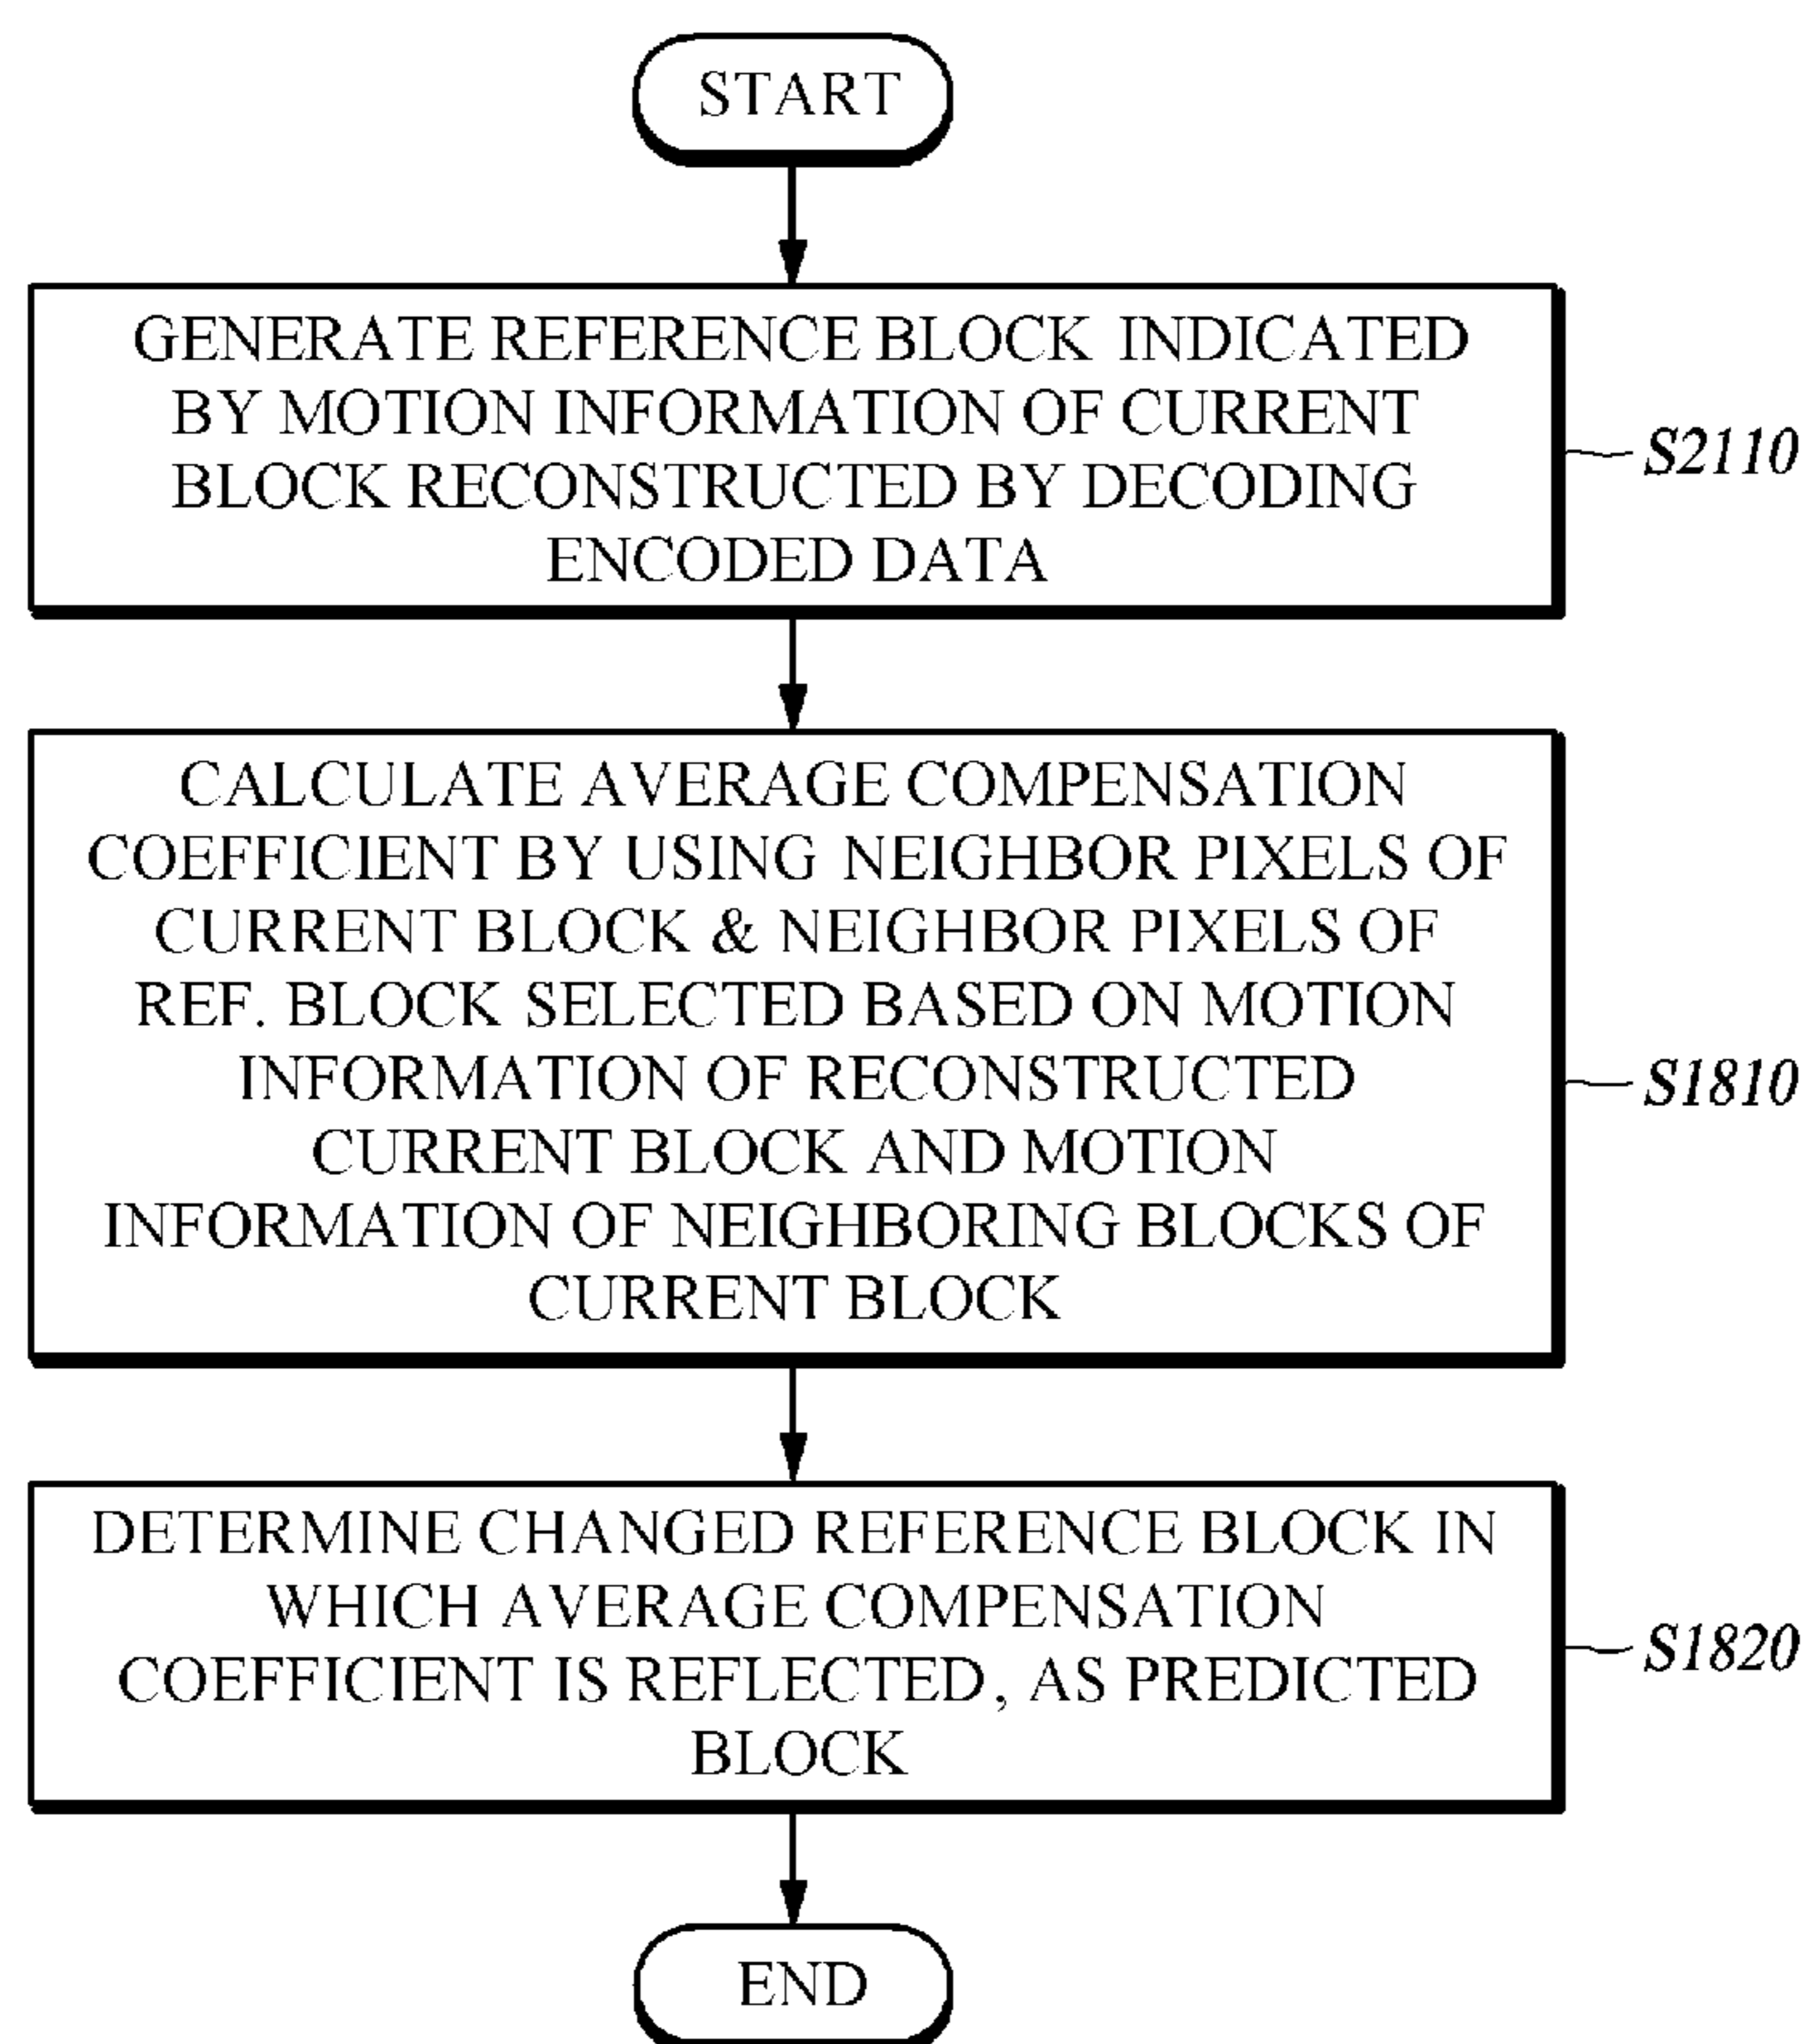 START
GENERATE REFERENCE BLOCK INDICATED
BY MOTION INFORMATION OF CURRENT
BLOCK RECONSTRUCTED BY DECODING
ENCODED DATA
S2110
CALCULATE AVERAGE COMPENSATION
COEFFICIENT BY USING NEIGHBOR PIXELS OF
CURRENT BLOCK & NEIGHBOR PIXELS OF
REF. BLOCK SELECTED BASED ON MOTION
INFORMATION OF RECONSTRUCTED
CURRENT BLOCK AND MOTION
INFORMATION OF NEIGHBORING BLOCKS OF
CURRENT BLOCK
S1810
DETERMINE CHANGED REFERENCE BLOCK IN
WHICH AVERAGE COMPENSATION
COEFFICIENT IS REFLECTED, AS PREDICTED
BLOCK
S1820
END